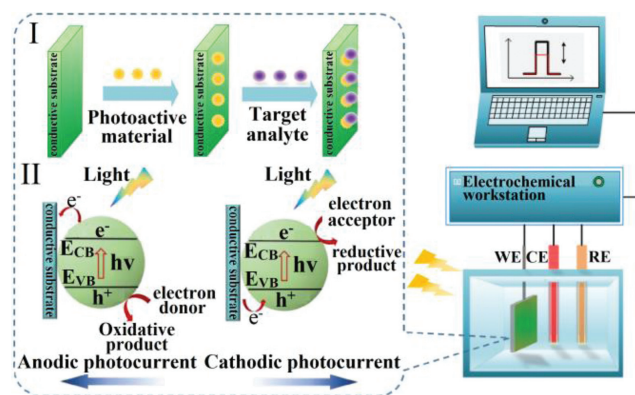 I
conductive substrate
Photoactive
material
conductive substrate
Target
analyte
conductive substrate
II
Light
conductive substrate
e-
e-
ECB
EVB
hv
h+
electron
donor
Oxidative
product
Anodic photocurrent
Light
conductive substrate
e-
ECB
EVB
hv
h+
e-
electron
acceptor
reductive
product
Cathodic photocurrent
Electrochemical
workstation
WE CE RE